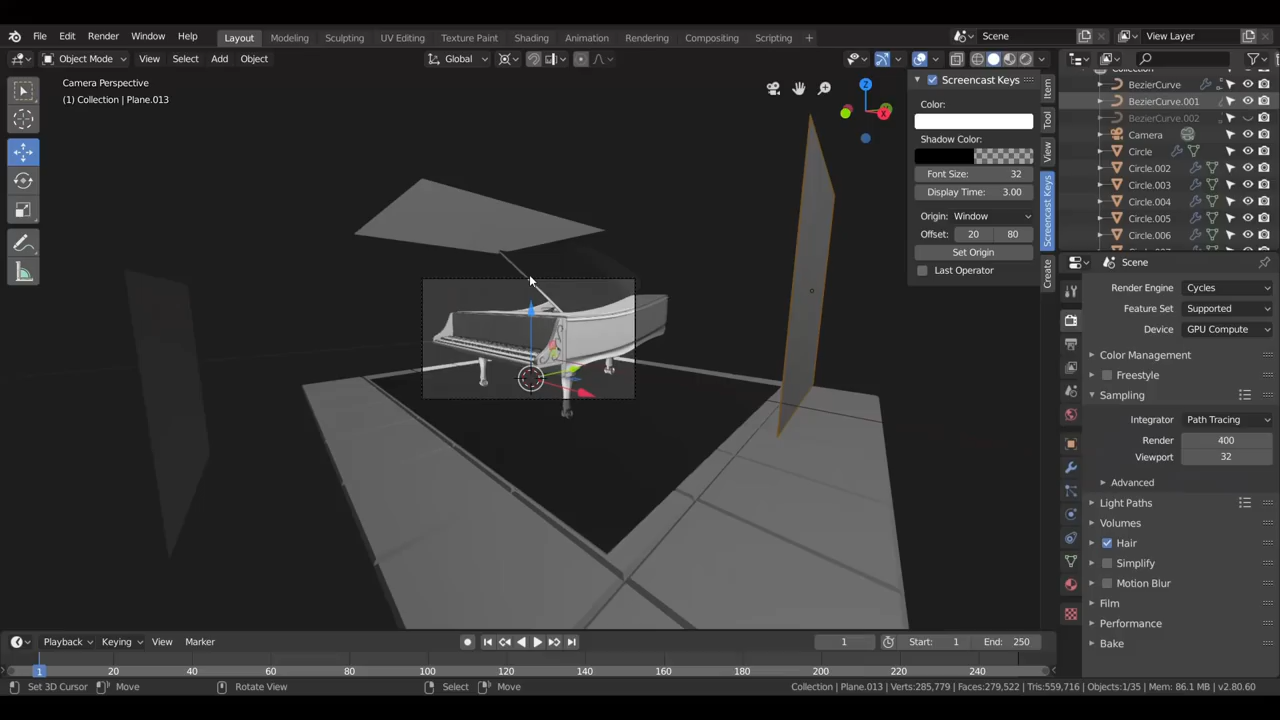 File Edit Render Window Help Layout Modeling Sculpting UV Editing Texture Paint Shading Animation Rendering Compositing Scripting + Scene View Layer
Object Mode View Select Add Object Global
Camera Perspective
(1) Collection | Plane.013
Screencast Keys
Color:
Shadow Color:
Font Size: 32
Display Time: 3.00
Origin: Window
Offset: 20 80
Set Origin
Last Operator
Item
Tool
View
Screencast Keys
Create
Z
X
Collection
BezierCurve
BezierCurve.001
BezierCurve.002
Camera
Circle
Circle.002
Circle.003
Circle.004
Circle.005
Circle.006
Scene
Render Engine Cycles
Feature Set Supported
Device GPU Compute
Color Management
Freestyle
Sampling
Integrator Path Tracing
Render 400
Viewport 32
Advanced
Light Paths
Volumes
Hair
Simplify
Motion Blur
Film
Performance
Bake
Playback Keying View Marker 1 Start: 1 End: 250
1 20 40 60 80 100 120 140 160 180 200 220 240
Set 3D Cursor Move Rotate View Select Move Collection | Plane.013 | Verts:285,779 | Faces:279,522 | Tris:559,716 | Objects:1/35 | Mem: 86.1 MB | v2.80.60